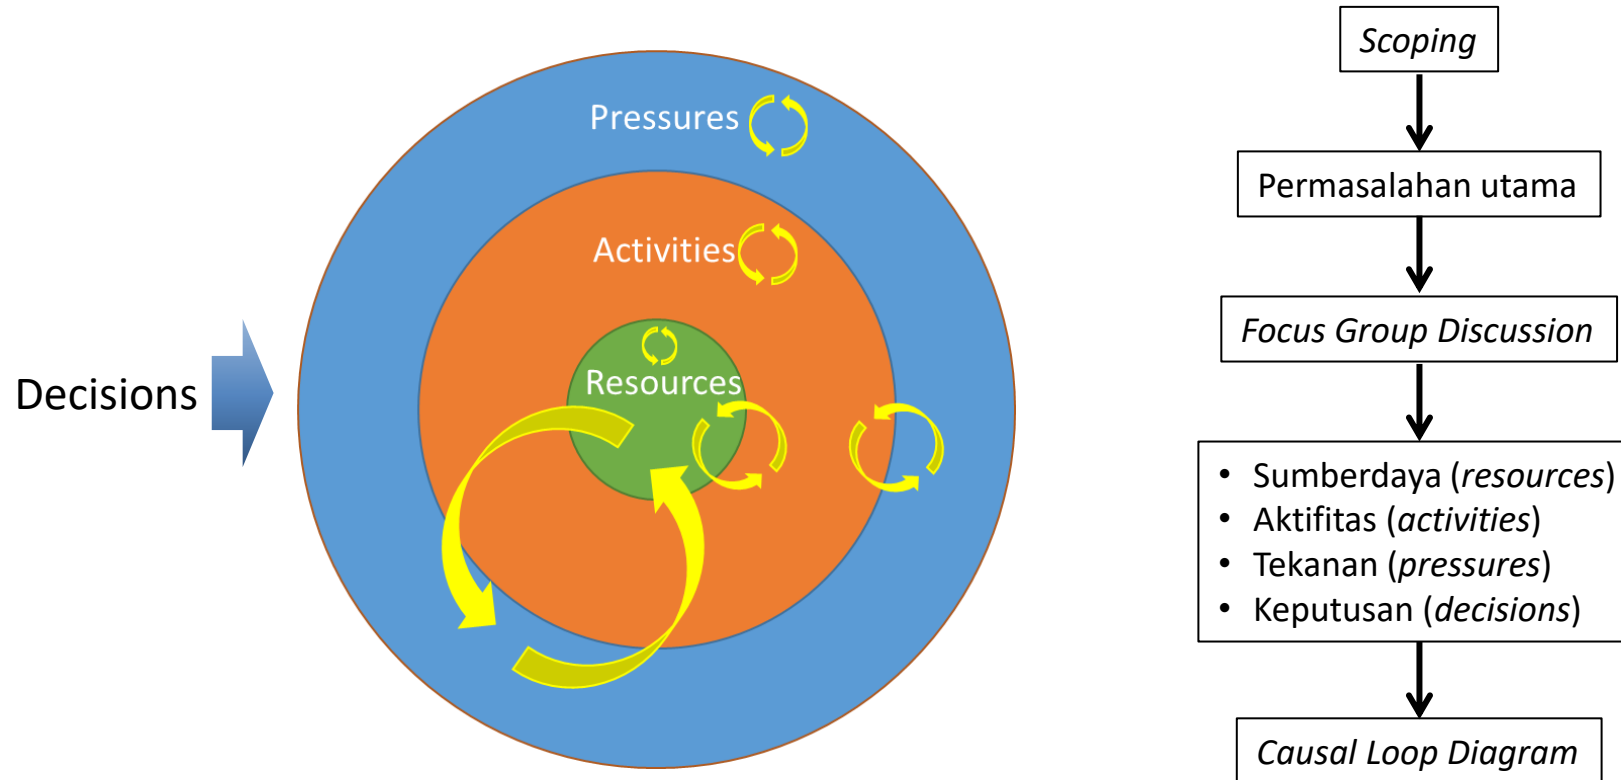 Decisions
Pressures
Activities
Resources
Scoping
Permasalahan utama
Focus Group Discussion
• Sumberdaya (resources)
• Aktifitas (activities)
• Tekanan (pressures)
• Keputusan (decisions)
Causal Loop Diagram